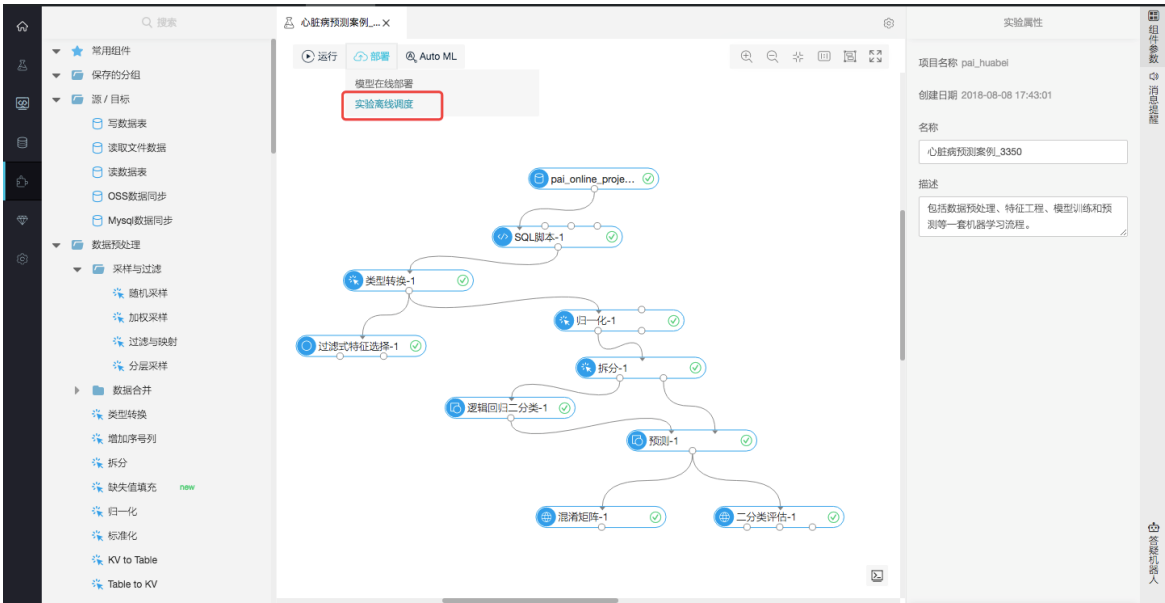 搜索
常用组件
保存的分组
源 / 目标
写数据表
读取文件数据
读数据表
OSS数据同步
Mysql数据同步
数据预处理
采样与过滤
随机采样
加权采样
过滤与映射
分层采样
数据合并
类型转换
增加序号列
拆分
缺失值填充 new
归一化
标准化
KV to Table
Table to KV
心脏病预测案例_... X
运行 部署 Auto ML
模型在线部署
实验离线调度
pai_online_proje...
SQL脚本-1
类型转换-1
归一化-1
过滤式特征选择-1
拆分-1
逻辑回归二分类-1
预测-1
混淆矩阵-1
二分类评估-1
实验属性
项目名称 pai_huabei
创建日期 2018-08-08 17:43:01
名称
心脏病预测案例_3350
描述
包括数据预处理、特征工程、模型训练和预
测等一套机器学习流程。
组件参数
消息提醒
答疑机器人